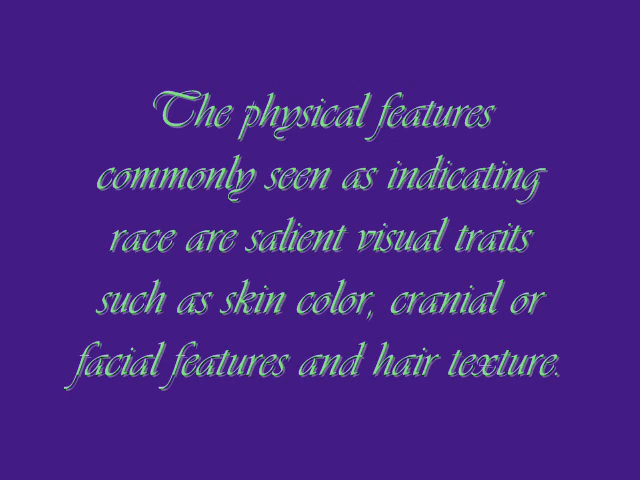 The physical features
commonly seen as indicating
race are salient visual traits
such as skin color, cranial or
facial features and hair texture.